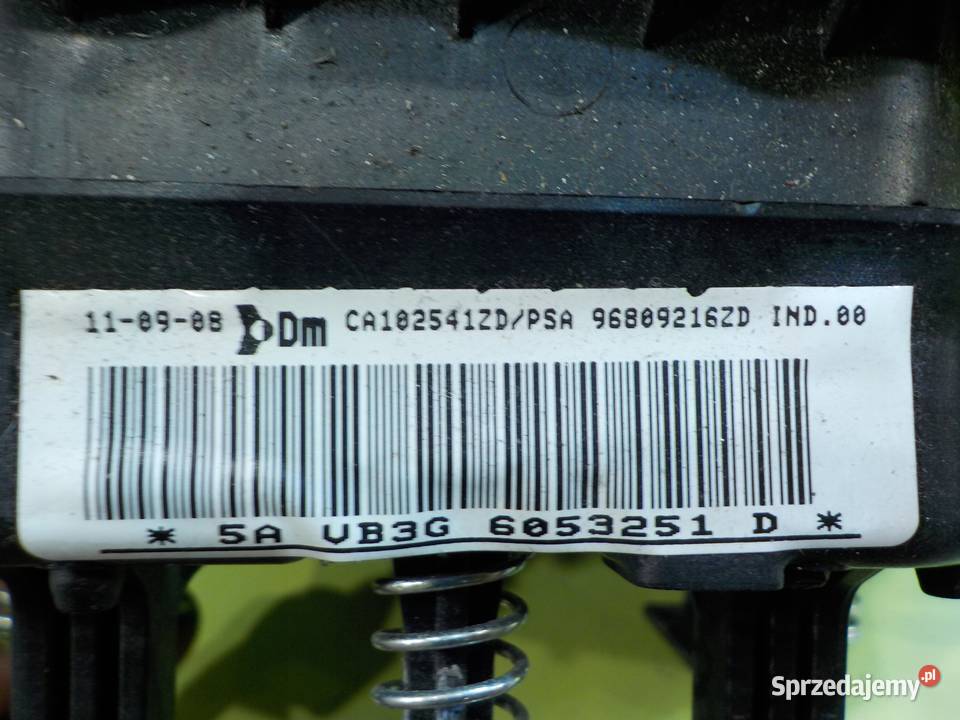 11-09-08 Dm CA102541ZD/PSA 96809216ZD IND.00
* 5A VB3G 6053251 D *
Sprzedajemy.pl